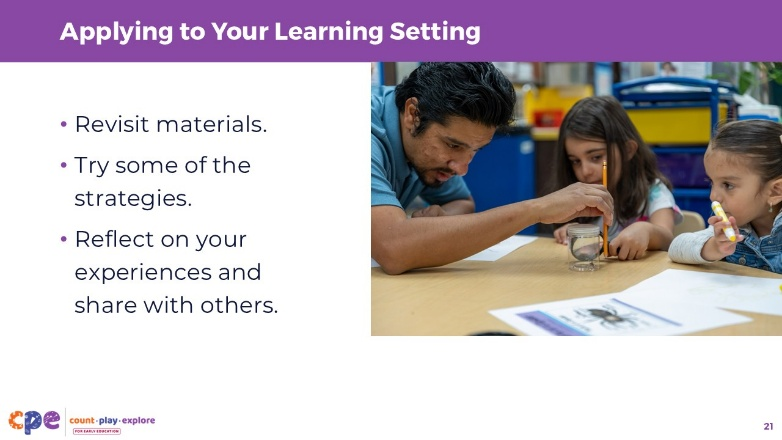 Applying to Your Learning Setting
• Revisit materials.
• Try some of the
strategies.
• Reflect on your
experiences and
share with others.
cpe
count·play·explore
FOR EARLY EDUCATION
21